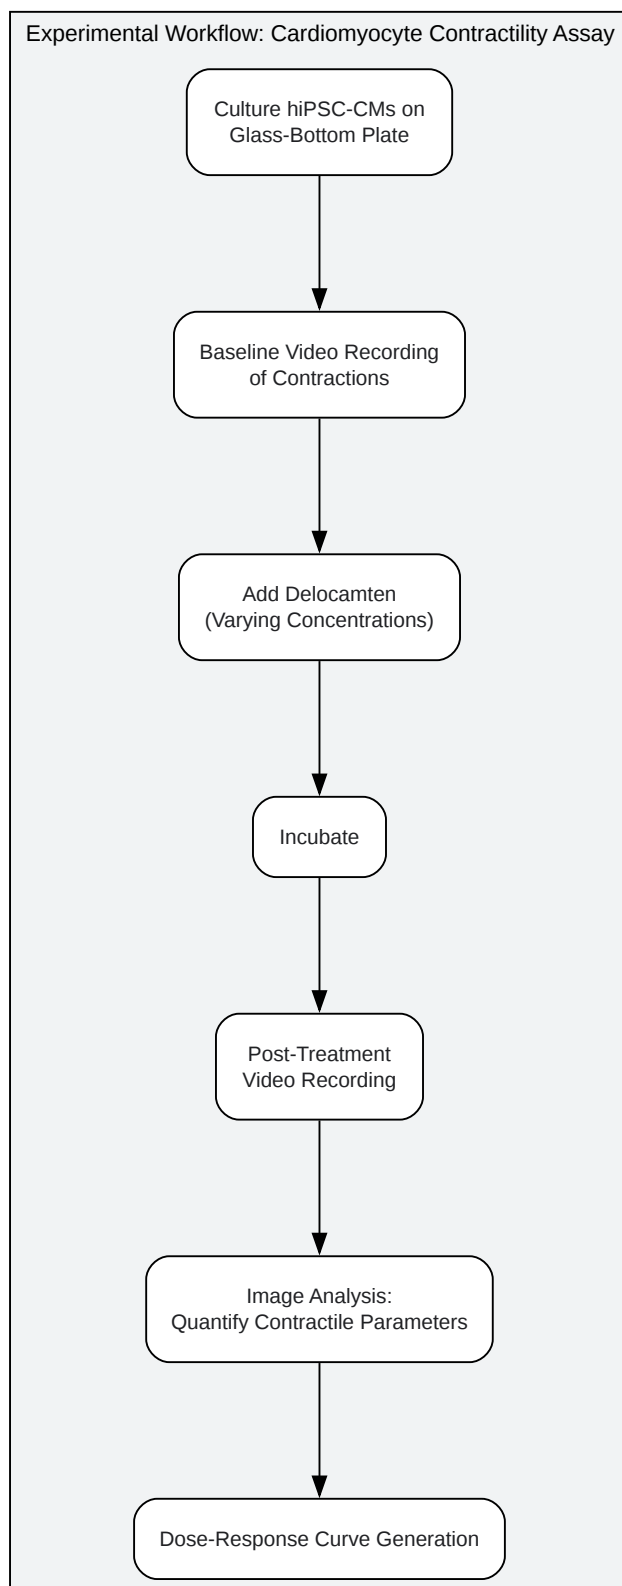 Experimental Workflow: Cardiomyocyte Contractility Assay
Culture hiPSC-CMs on
Glass-Bottom Plate
Baseline Video Recording
of Contractions
Add Delocamten
(Varying Concentrations)
Incubate
Post-Treatment
Video Recording
Image Analysis:
Quantify Contractile Parameters
Dose-Response Curve Generation